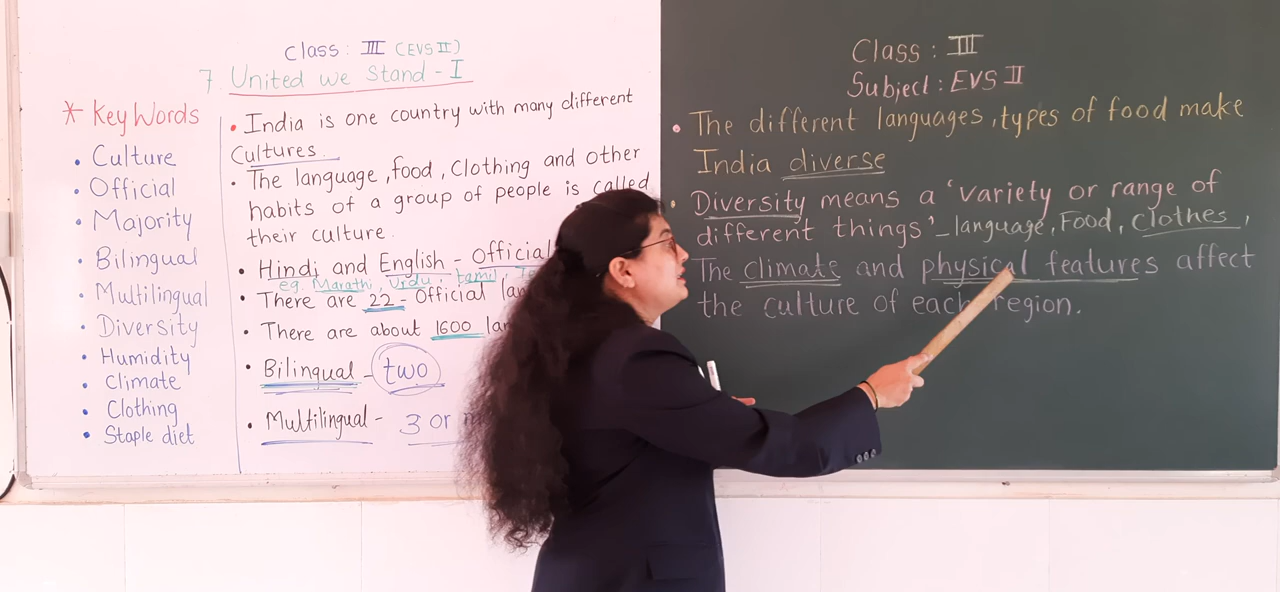 Class : III (EVS II)
7. United we Stand - I
* Key Words
• Culture
• Official
• Majority
• Bilingual
• Multilingual
• Diversity
• Humidity
• Climate
• Clothing
• Staple diet
• India is one country with many different
Cultures.
• The language, food, Clothing and other
habits of a group of people is called
their culture.
• Hindi and English - Official
eg. Marathi, Urdu, tamil,
• There are 22 - Official
• There are about 1600
• Bilingual - two
• Multilingual - 3 or
Class : III
Subject : EVS II
• The different languages, types of food make
India diverse
• Diversity means a 'variety or range of
different things' - language, Food, clothes,
The climate and physical features affect
the culture of each region.